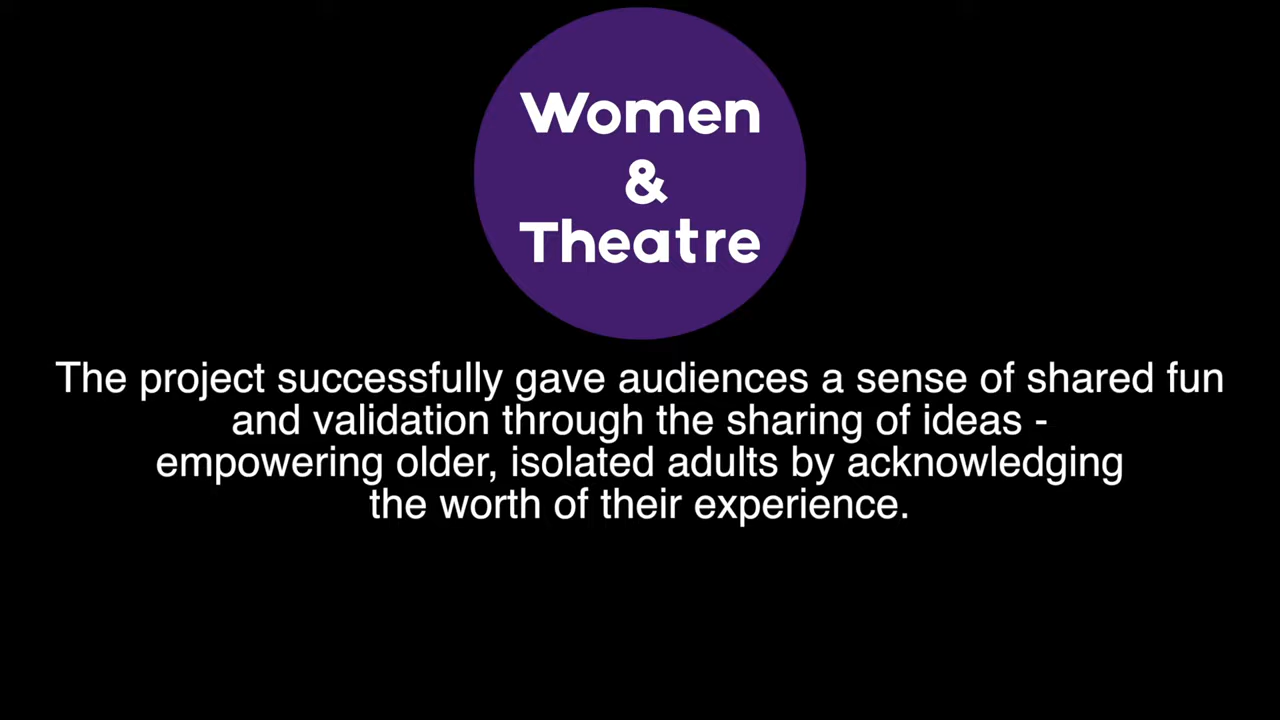 Women
&
Theatre
The project successfully gave audiences a sense of shared fun
and validation through the sharing of ideas -
empowering older, isolated adults by acknowledging
the worth of their experience.